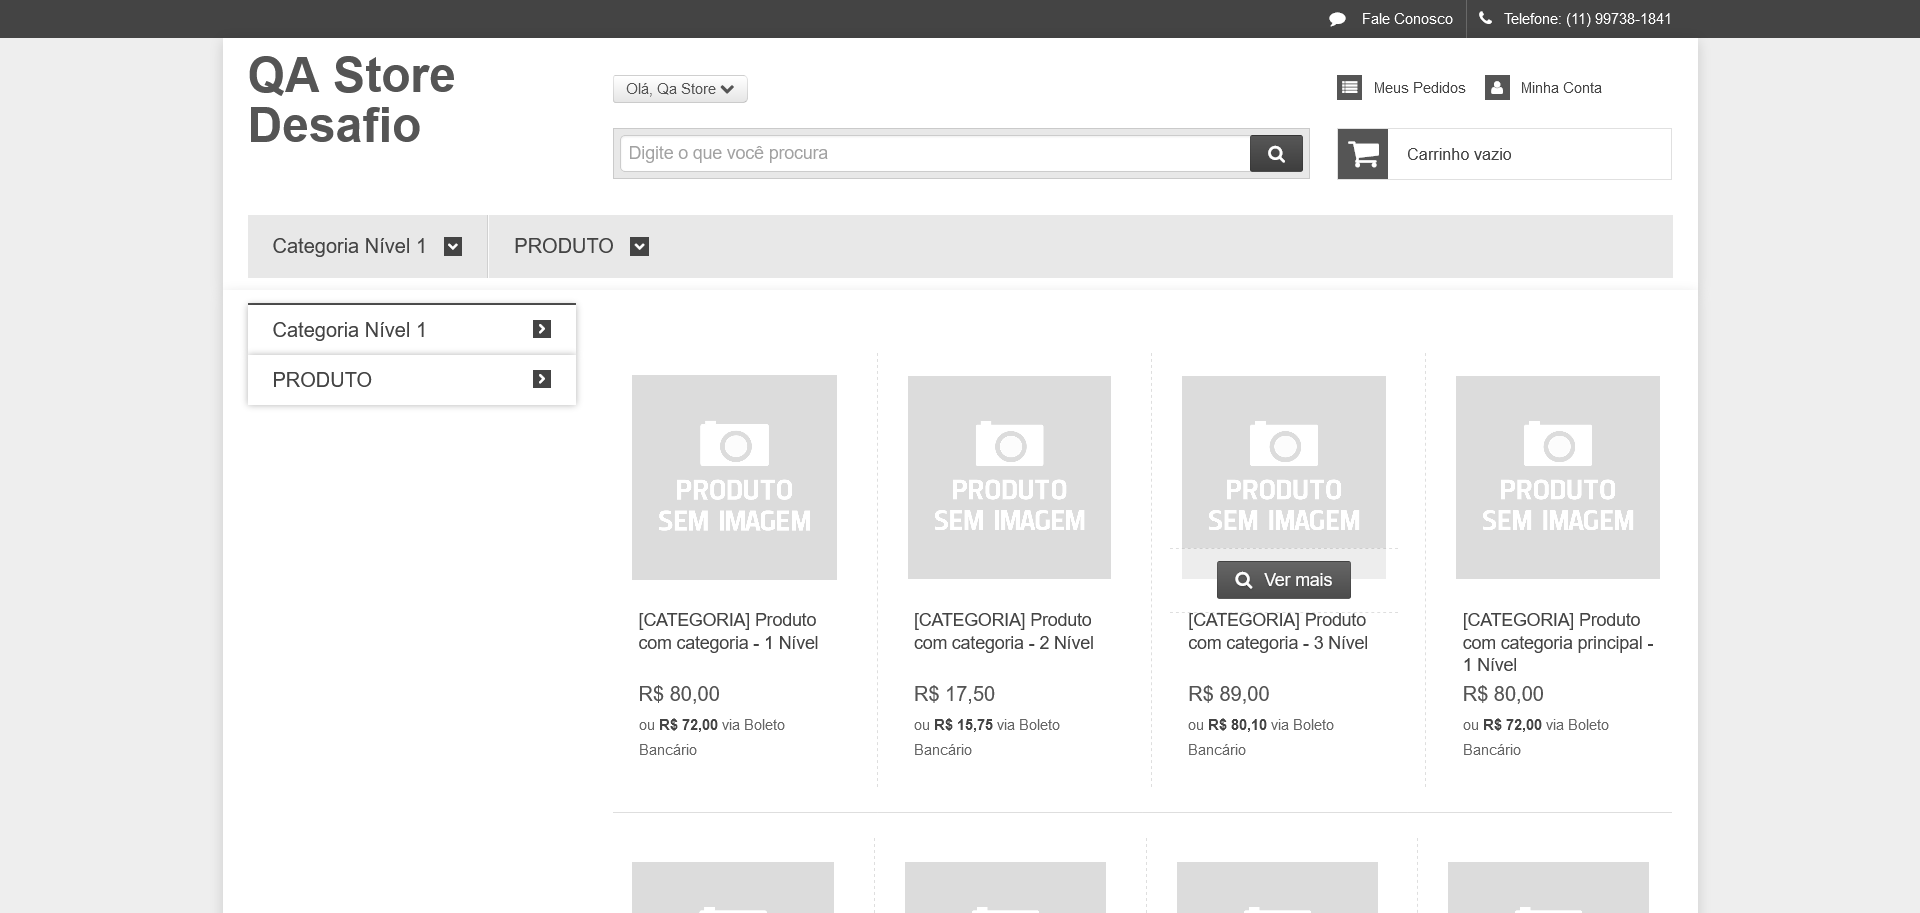 Fale Conosco
Telefone: (11) 99738-1841
QA Store
Desafio
Olá, Qa Store
Meus Pedidos
Minha Conta
Digite o que você procura
Carrinho vazio
Categoria Nível 1
PRODUTO
Categoria Nível 1
PRODUTO
PRODUTO
SEM IMAGEM
PRODUTO
SEM IMAGEM
PRODUTO
SEM IMAGEM
PRODUTO
SEM IMAGEM
Ver mais
[CATEGORIA] Produto
com categoria - 1 Nível
R$ 80,00
ou R$ 72,00 via Boleto
Bancário
[CATEGORIA] Produto
com categoria - 2 Nível
R$ 17,50
ou R$ 15,75 via Boleto
Bancário
[CATEGORIA] Produto
com categoria - 3 Nível
R$ 89,00
ou R$ 80,10 via Boleto
Bancário
[CATEGORIA] Produto
com categoria principal -
1 Nível
R$ 80,00
ou R$ 72,00 via Boleto
Bancário